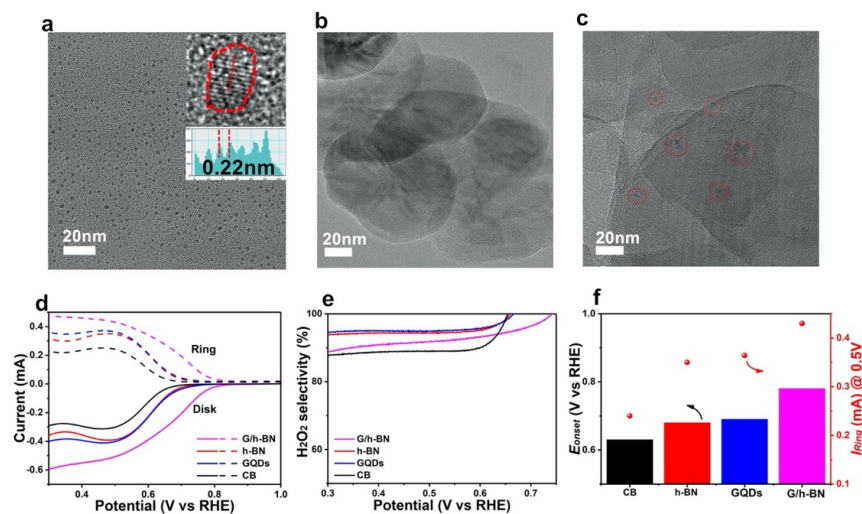 a
0.22nm
20nm
b
20nm
c
20nm
d
Current (mA)
0.4
0.2
0.0
-0.2
-0.4
-0.6
Ring
Disk
G/h-BN
h-BN
GQDs
CB
0.4 0.6 0.8 1.0
Potential (V vs RHE)
e
H₂O₂ selectivity (%)
100
80
60
G/h-BN
h-BN
GQDs
CB
0.3 0.4 0.5 0.6 0.7
Potential (V vs RHE)
f
Eonset (V vs RHE)
1.0
0.8
0.6
CB h-BN GQDs G/h-BN
0.4
0.3
0.2
0.1
IRing (mA) @ 0.5V